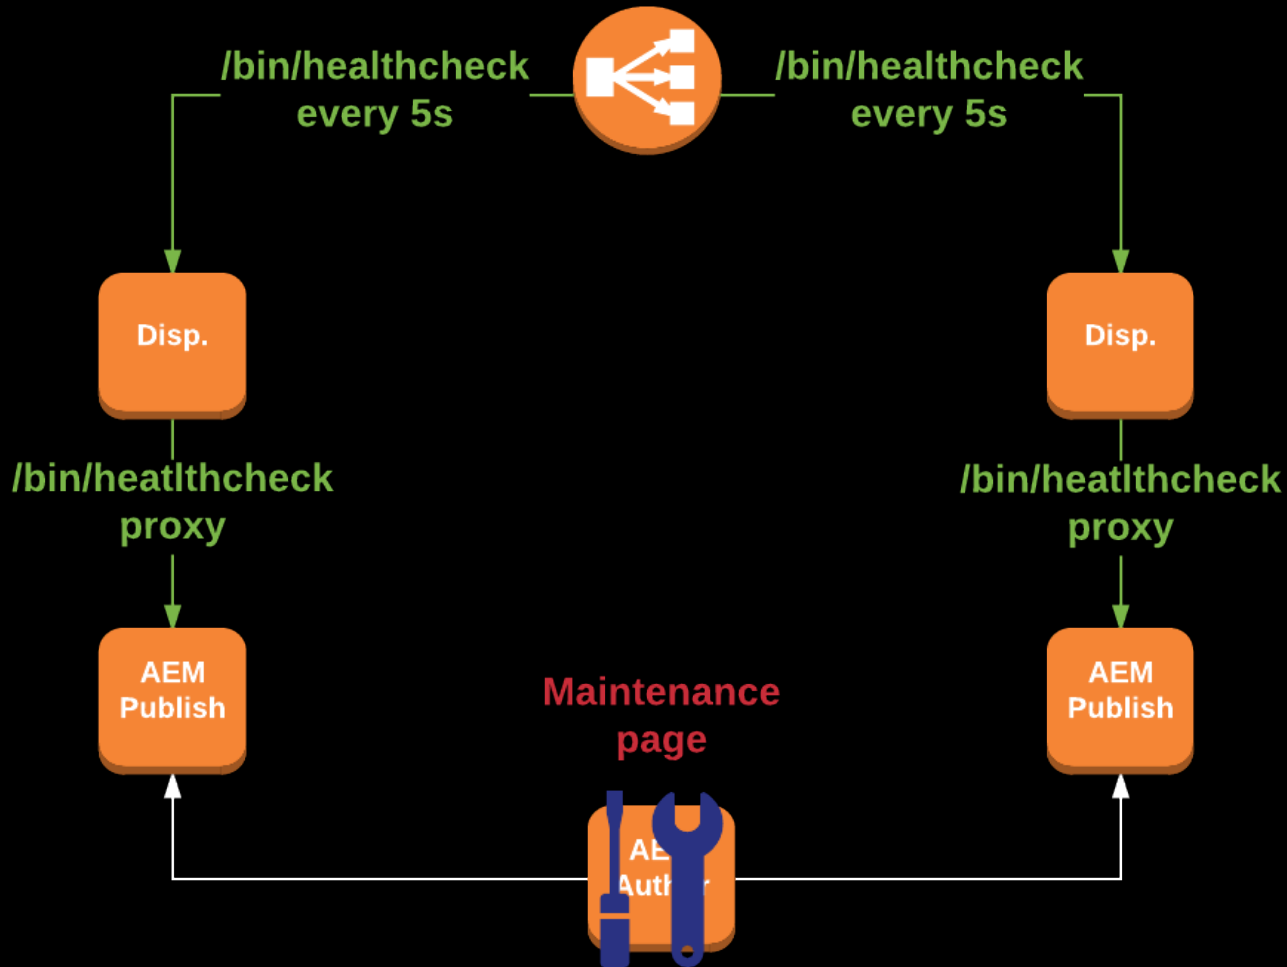 /bin/healthcheck
every 5s
/bin/healthcheck
every 5s
Disp.
Disp.
/bin/heatlthcheck
proxy
/bin/heatlthcheck
proxy
AEM
Publish
AEM
Publish
Maintenance
page